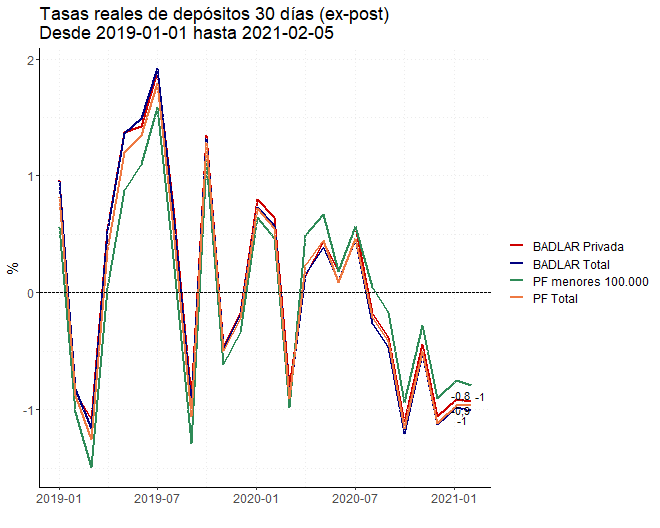 Tasas reales de depósitos 30 días (ex-post)
Desde 2019-01-01 hasta 2021-02-05
%
2
1
0
-1
-0,8
-1
-0,9
-1
2019-01
2019-07
2020-01
2020-07
2021-01
BADLAR Privada
BADLAR Total
PF menores 100.000
PF Total